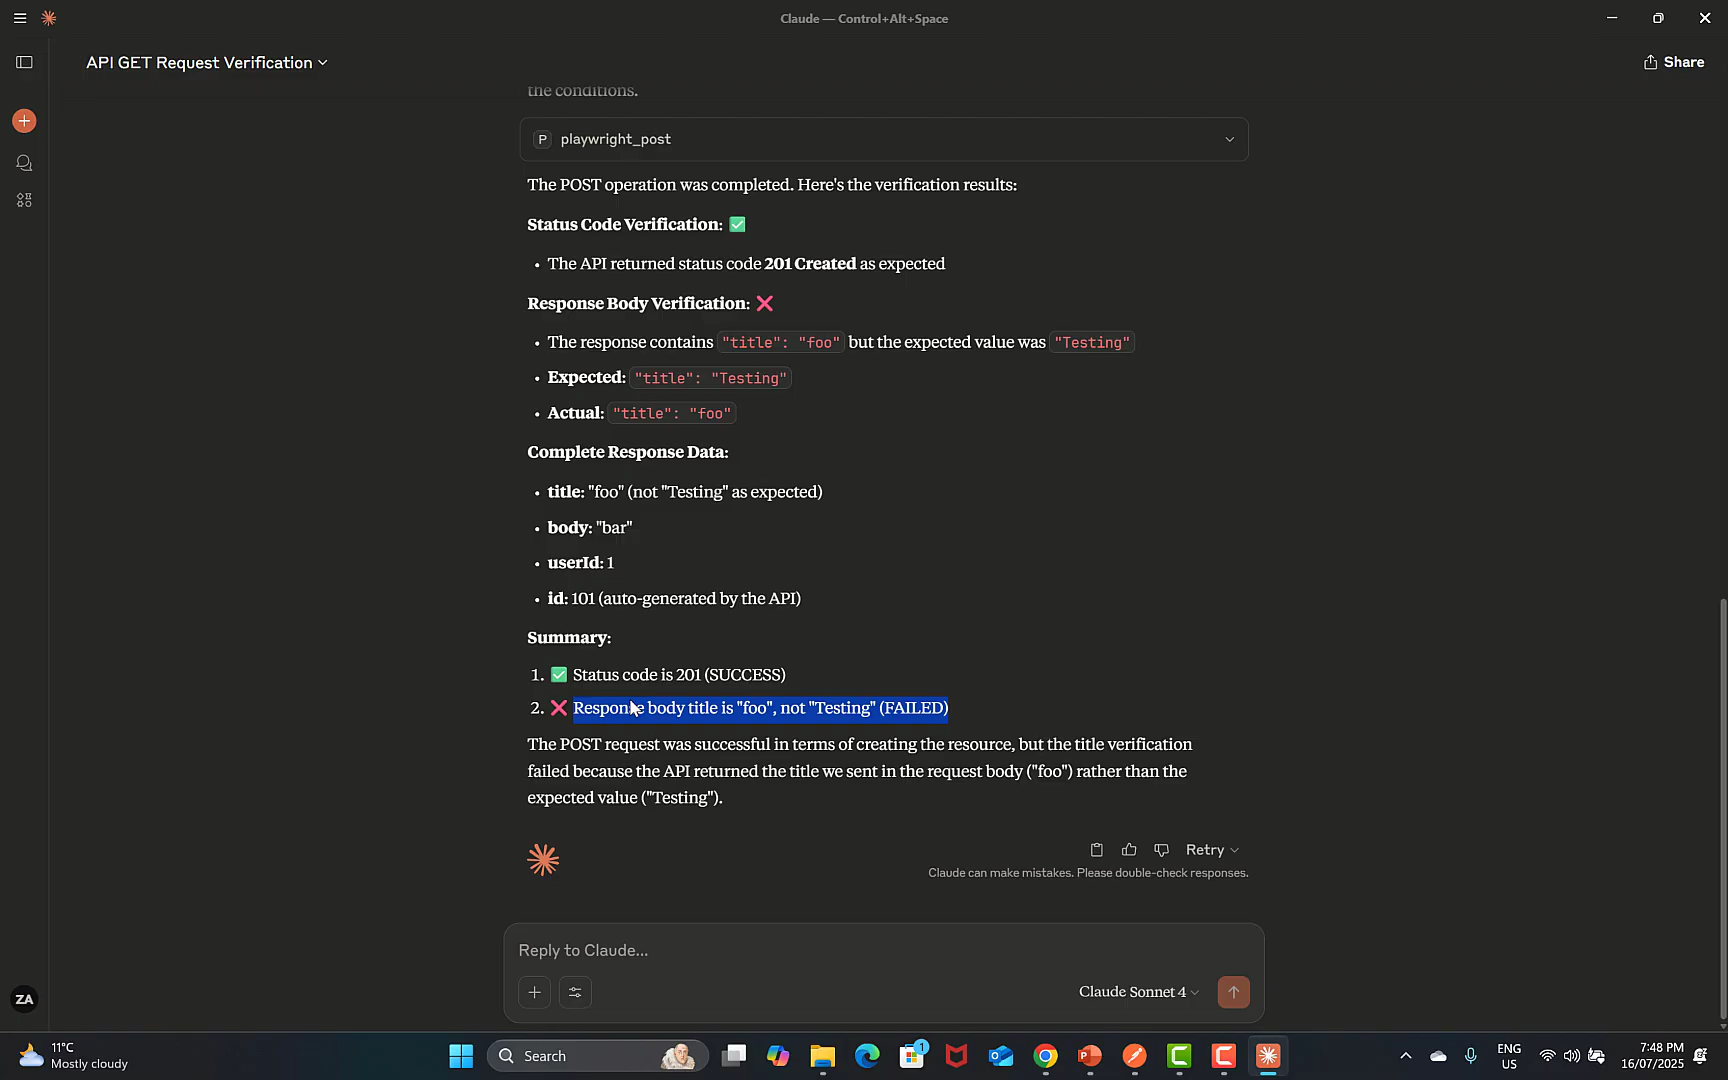 Claude — Control+Alt+Space
API GET Request Verification
Share
the conditions.
P playwright_post
The POST operation was completed. Here's the verification results:
Status Code Verification: ✅
• The API returned status code 201 Created as expected
Response Body Verification: ❌
• The response contains "title": "foo" but the expected value was "Testing"
• Expected: "title": "Testing"
• Actual: "title": "foo"
Complete Response Data:
• title: "foo" (not "Testing" as expected)
• body: "bar"
• userId: 1
• id: 101 (auto-generated by the API)
Summary:
1. ✅ Status code is 201 (SUCCESS)
2. ❌ Response body title is "foo", not "Testing" (FAILED)
The POST request was successful in terms of creating the resource, but the title verification
failed because the API returned the title we sent in the request body ("foo") rather than the
expected value ("Testing").
Retry
Claude can make mistakes. Please double-check responses.
Reply to Claude...
Claude Sonnet 4
ZA
11°C
Mostly cloudy
Search
1
ENG
US
7:48 PM
16/07/2025